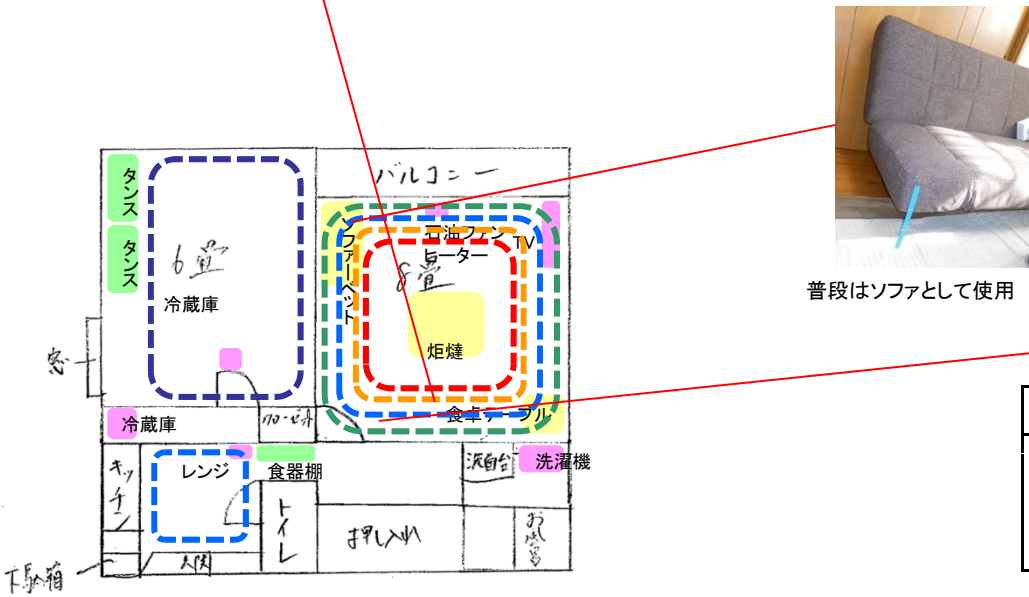 バルコニー
タンス
タンス
6畳
冷蔵庫
ソファーベット
石油ファン
ヒーター
TV
8畳
炬燵
窓
冷蔵庫
クローゼット
食卓テーブル
キッチン
レンジ
食器棚
洗面台
洗濯機
トイレ
押し入れ
お風呂
玄関
下駄箱
普段はソファとして使用